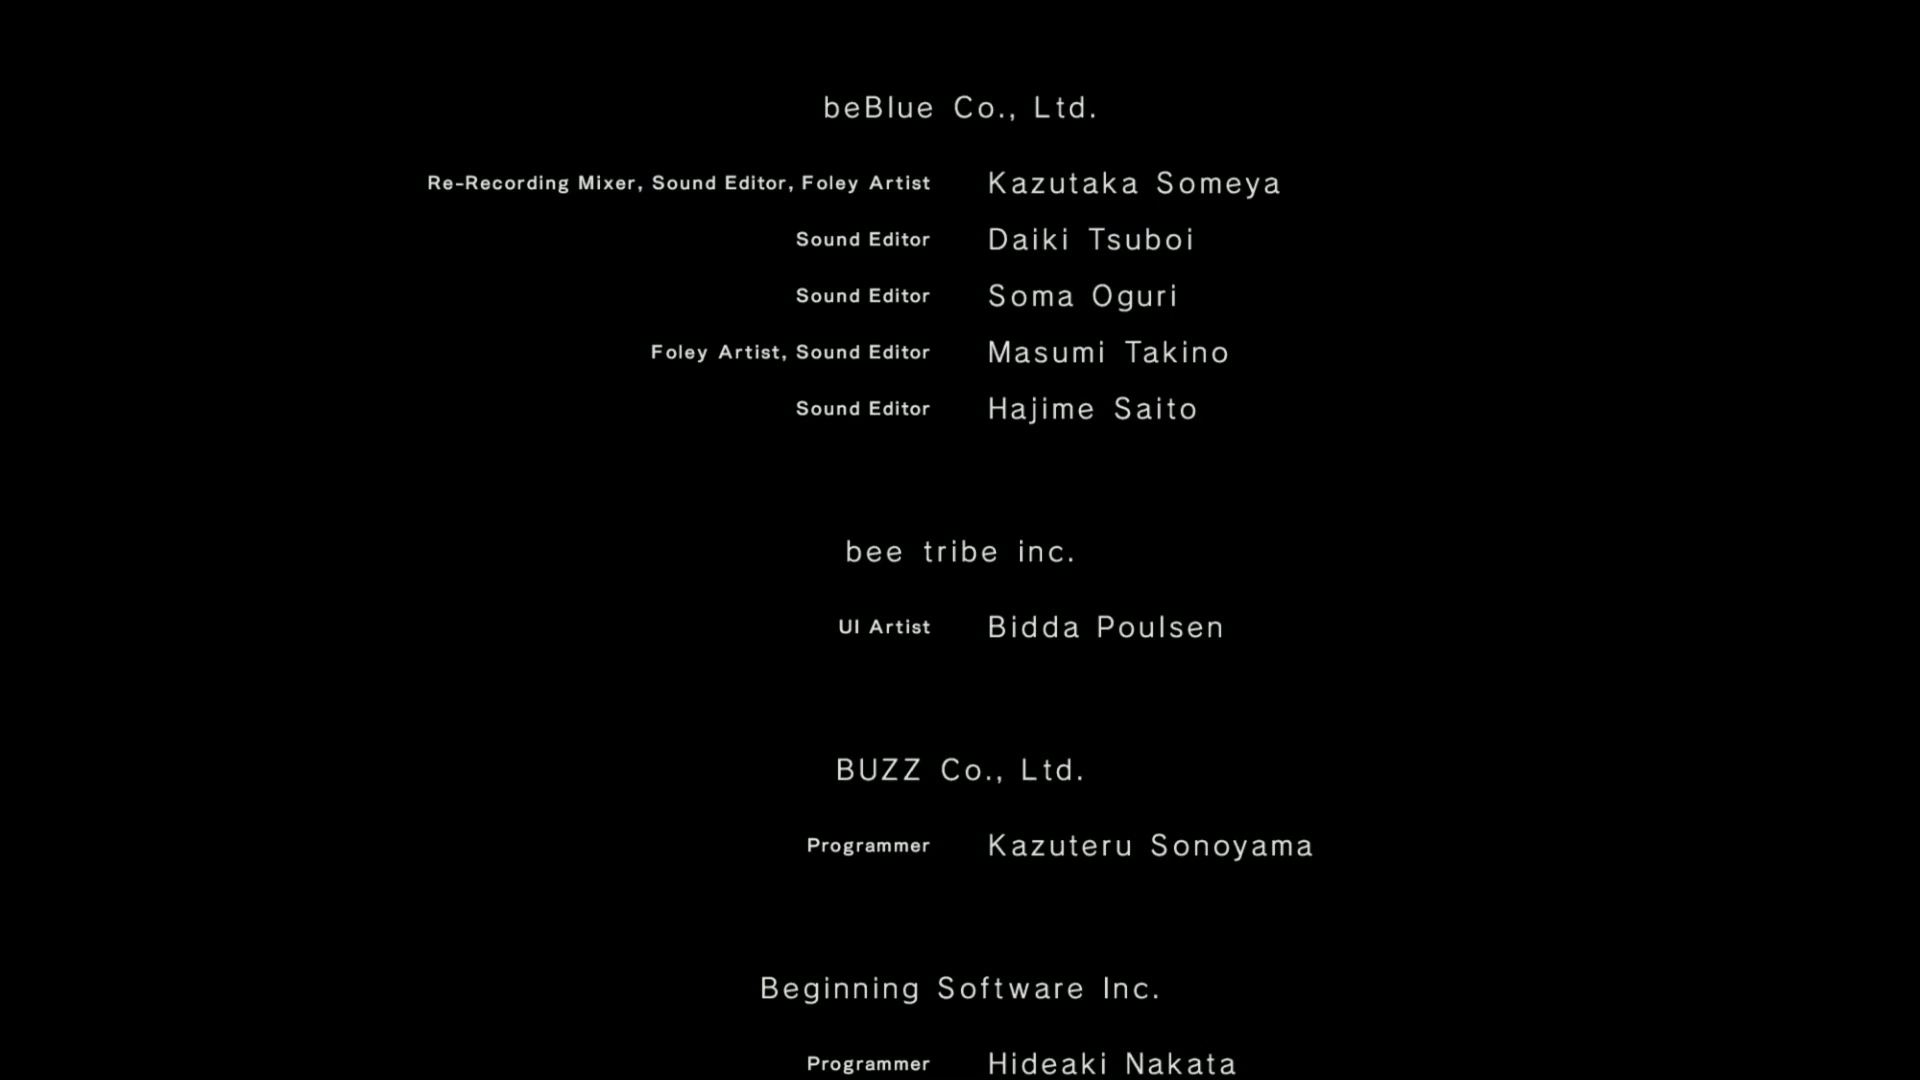 beBlue Co., Ltd.
Re-Recording Mixer, Sound Editor, Foley Artist Kazutaka Someya
Sound Editor Daiki Tsuboi
Sound Editor Soma Oguri
Foley Artist, Sound Editor Masumi Takino
Sound Editor Hajime Saito
bee tribe inc.
UI Artist Bidda Poulsen
BUZZ Co., Ltd.
Programmer Kazuteru Sonoyama
Beginning Software Inc.
Programmer Hideaki Nakata